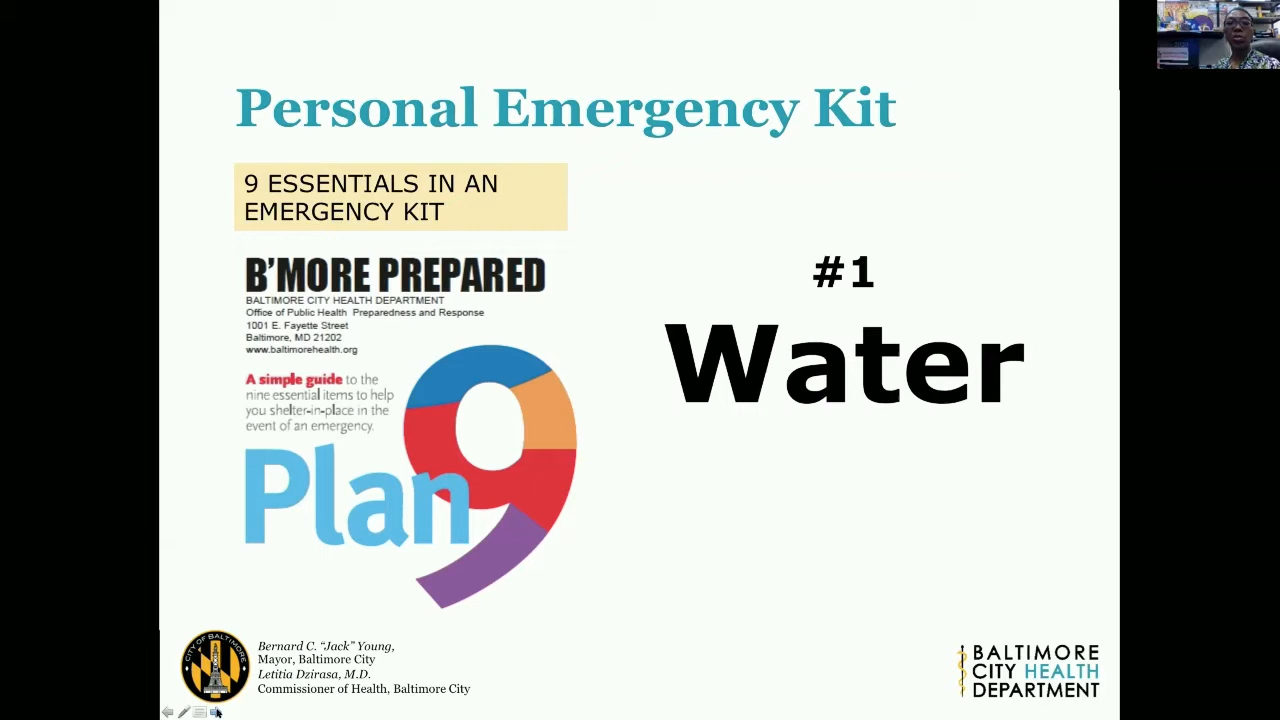 Personal Emergency Kit
9 ESSENTIALS IN AN
EMERGENCY KIT
B'MORE PREPARED
BALTIMORE CITY HEALTH DEPARTMENT
Office of Public Health Preparedness and Response
1001 E. Fayette Street
Baltimore, MD 21202
www.baltimorehealth.org
A simple guide to the
nine essential items to help
you shelter-in-place in the
event of an emergency.
Plan 9
#1
Water
CITY OF BALTIMORE
Bernard C. “Jack” Young,
Mayor, Baltimore City
Letitia Dzirasa, M.D.
Commissioner of Health, Baltimore City
BALTIMORE
CITY HEALTH
DEPARTMENT